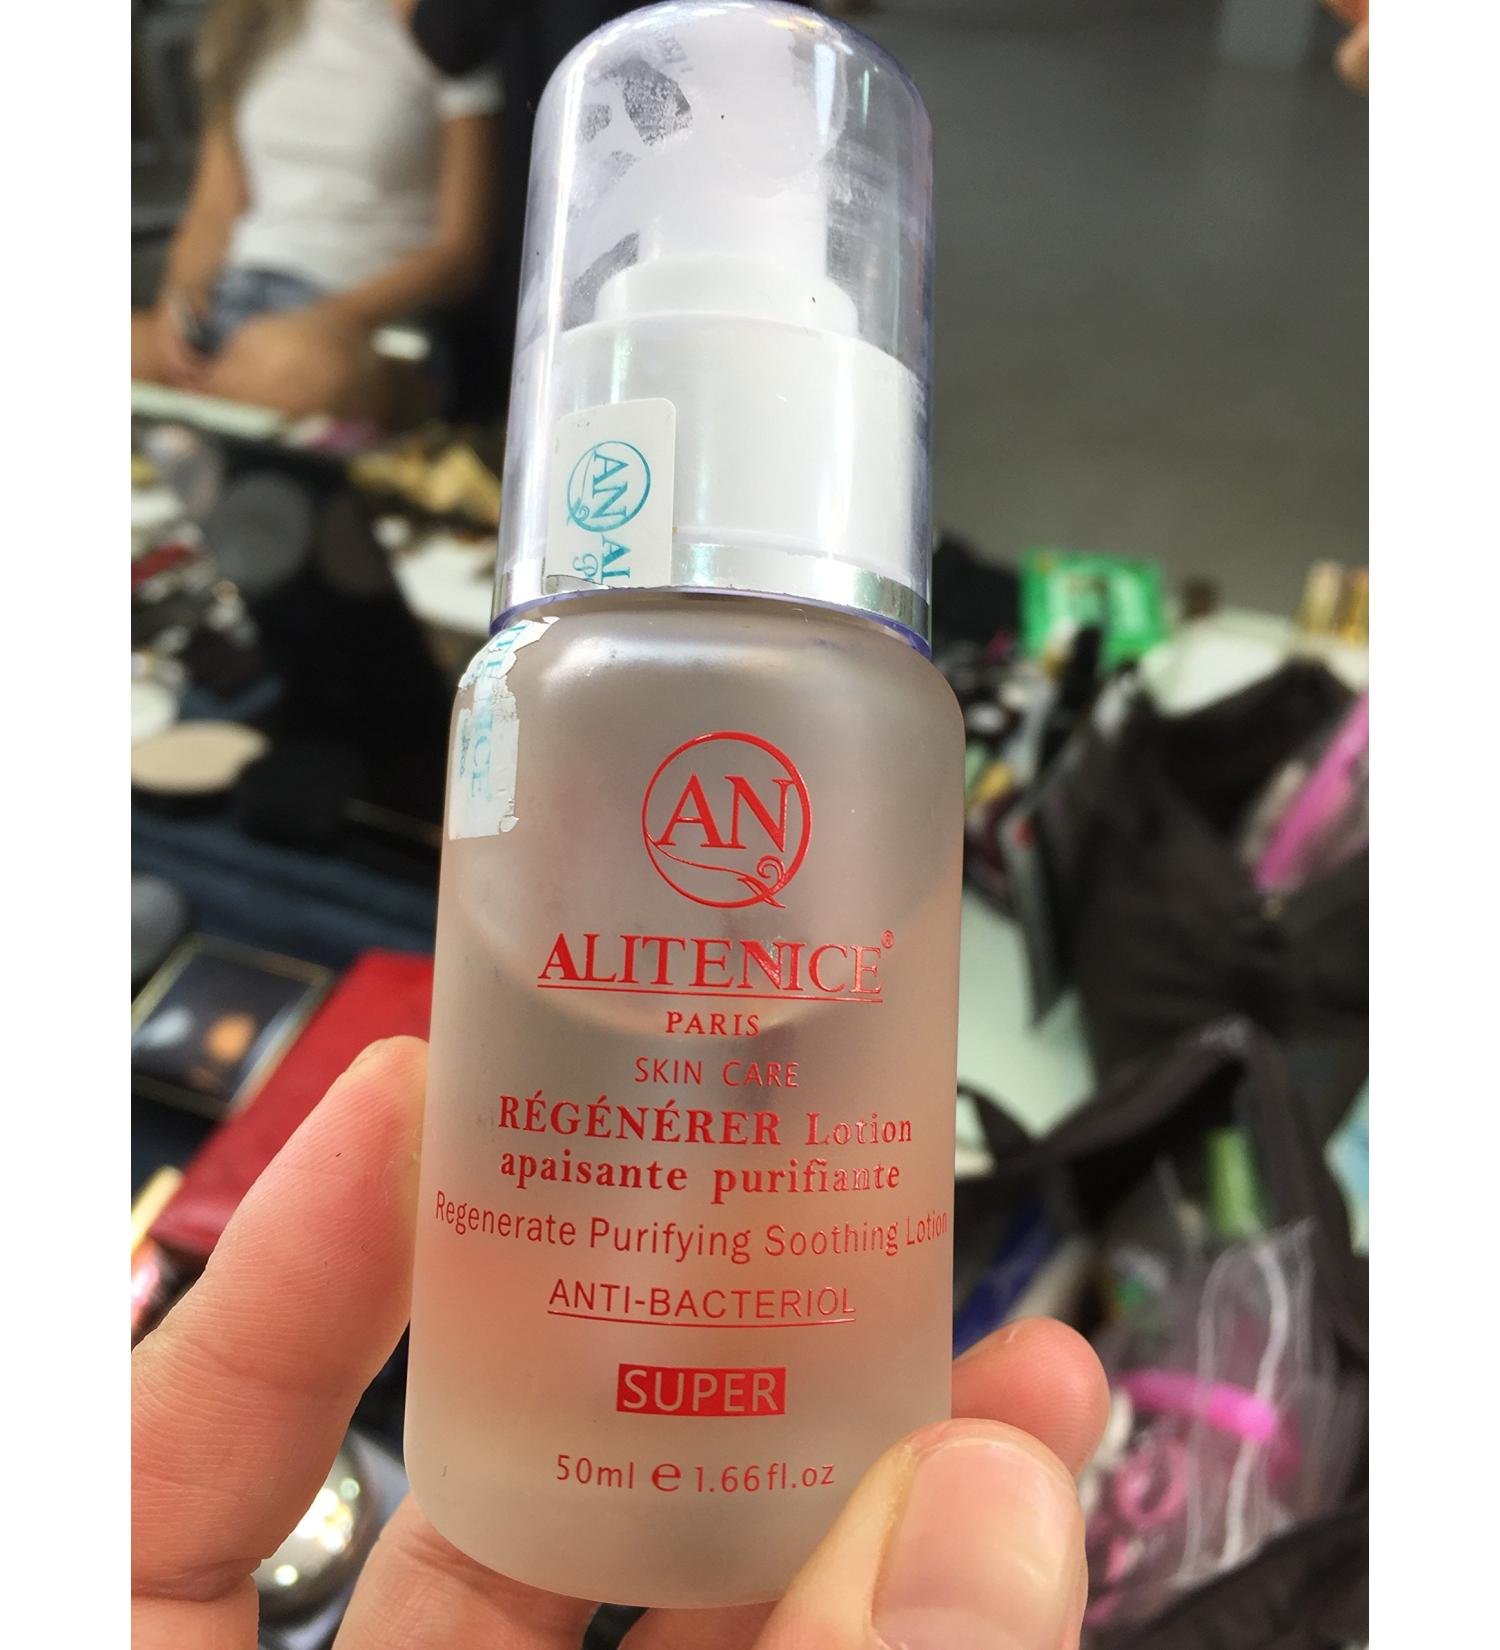 AN
AN
ALITENICE®
PARIS
SKIN CARE
RÉGÉNÉRER Lotion
apaisante purifiante
Regenerate Purifying Soothing Lotion
ANTI-BACTERIOL
SUPER
50ml ℮ 1.66fl.oz